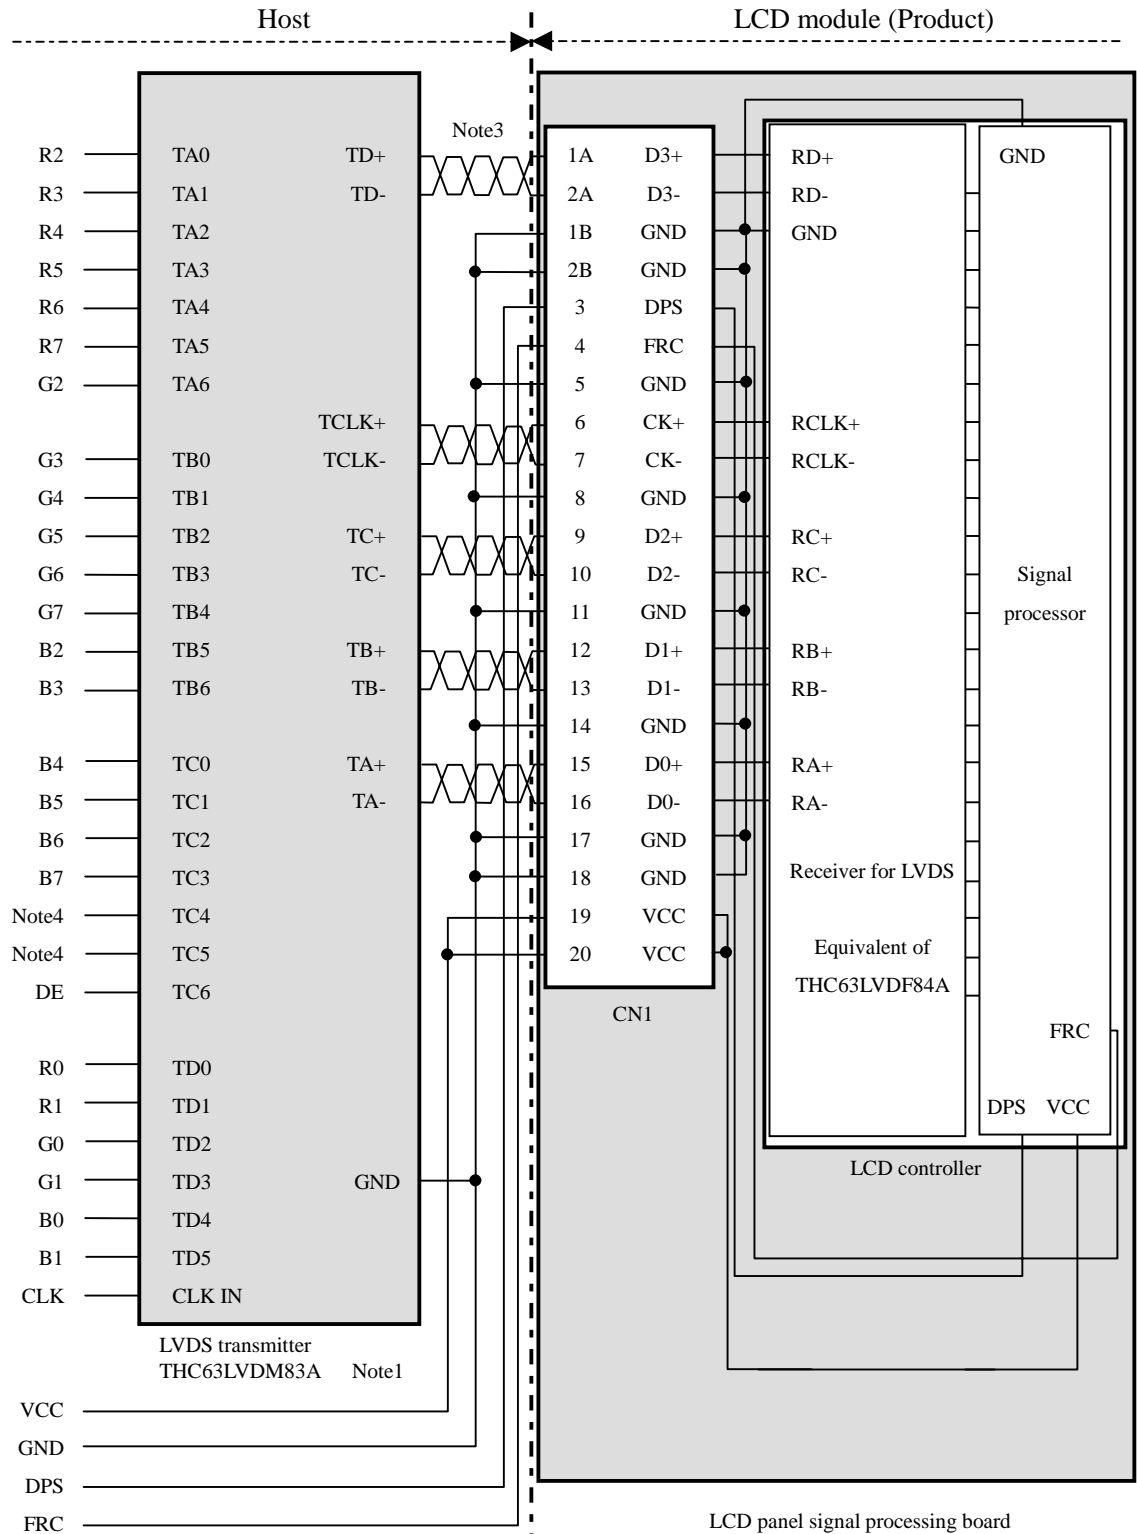 Host LCD module (Product)
Note3
R2 TA0 TD+ 1A D3+ RD+ GND
R3 TA1 TD- 2A D3- RD-
R4 TA2 1B GND GND
R5 TA3 2B GND
R6 TA4 3 DPS
R7 TA5 4 FRC
G2 TA6 5 GND
TCLK+ 6 CK+ RCLK+
G3 TB0 TCLK- 7 CK- RCLK-
G4 TB1 8 GND
G5 TB2 TC+ 9 D2+ RC+
G6 TB3 TC- 10 D2- RC- Signal
G7 TB4 11 GND processor
B2 TB5 TB+ 12 D1+ RB+
B3 TB6 TB- 13 D1- RB-
14 GND
B4 TC0 TA+ 15 D0+ RA+
B5 TC1 TA- 16 D0- RA-
B6 TC2 17 GND
B7 TC3 18 GND Receiver for LVDS
Note4 TC4 19 VCC
Note4 TC5 20 VCC Equivalent of
DE TC6 THC63LVDF84A
CN1
FRC
R0 TD0
R1 TD1 DPS VCC
G0 TD2
LCD controller
G1 TD3 GND
B0 TD4
B1 TD5
CLK CLK IN
LVDS transmitter
THC63LVDM83A Note1
VCC
GND
DPS
FRC LCD panel signal processing board